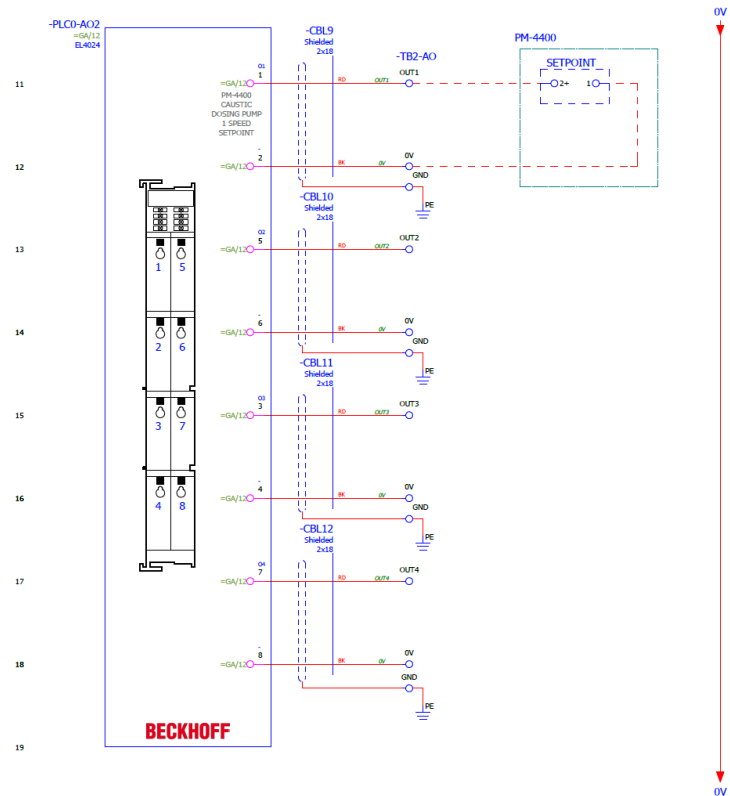 0V
-PLC0-AO2
=GA/12
EL4024
-CBL9
Shielded
2x18
-TB2-AO
PM-4400
SETPOINT
11
O1
1
=GA/12
RD
OUT1
OUT1
2+
1
PM-4400
CAUSTIC
DOSING PUMP
1 SPEED
SETPOINT
12
-
2
=GA/12
BK
0V
0V
GND
PE
-CBL10
Shielded
2x18
13
O2
5
=GA/12
RD
OUT2
OUT2
1 5
14
-
6
=GA/12
BK
0V
0V
GND
2 6
PE
-CBL11
Shielded
2x18
15
O3
3
=GA/12
RD
OUT3
OUT3
3 7
16
-
4
=GA/12
BK
0V
0V
GND
4 8
PE
-CBL12
Shielded
2x18
17
O4
7
=GA/12
RD
OUT4
OUT4
18
-
8
=GA/12
BK
0V
0V
GND
PE
BECKHOFF
19
0V